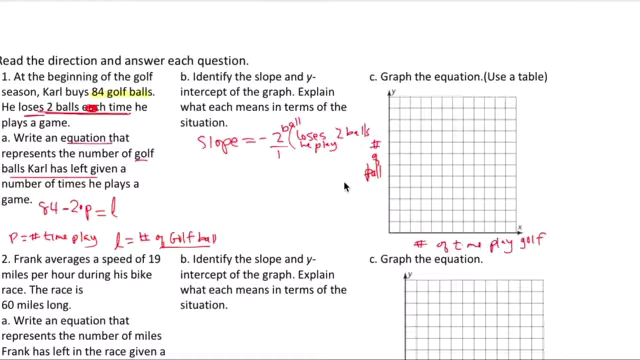 Read the direction and answer each question.
1. At the beginning of the golf
season, Karl buys 84 golf balls.
He loses 2 balls each time he
plays a game.
a. Write an equation that
represents the number of golf
balls Karl has left given a
number of times he plays a
game.
84 - 2·p = l
P = # time play l = # of Golf ball
b. Identify the slope and y-
intercept of the graph. Explain
what each means in terms of the
situation.
Slope = - 2 ball / 1 (loses 2 balls
he play
c. Graph the equation.(Use a table)
y
x
# of ball
# of time play golf
2. Frank averages a speed of 19
miles per hour during his bike
race. The race is
60 miles long.
a. Write an equation that
represents the number of miles
Frank has left in the race given a
b. Identify the slope and y-
intercept of the graph. Explain
what each means in terms of the
situation.
c. Graph the equation.
y